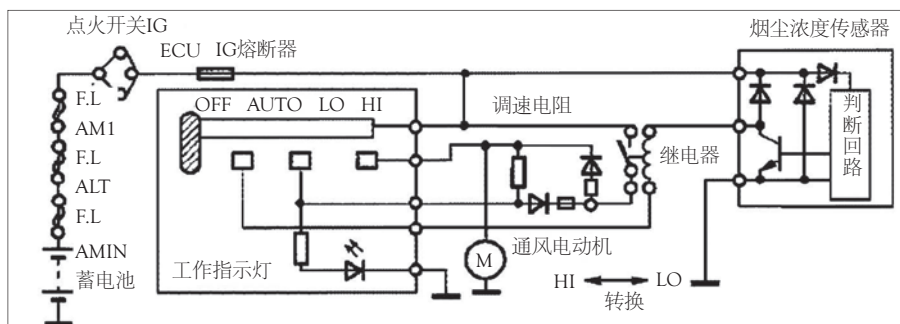 点火开关IG
烟尘浓度传感器
ECU IG熔断器
F.L
OFF AUTO LO HI
调速电阻
判断回路
AM1
继电器
F.L
ALT
F.L
AMIN
通风电动机
蓄电池
工作指示灯
M
HI LO
转换